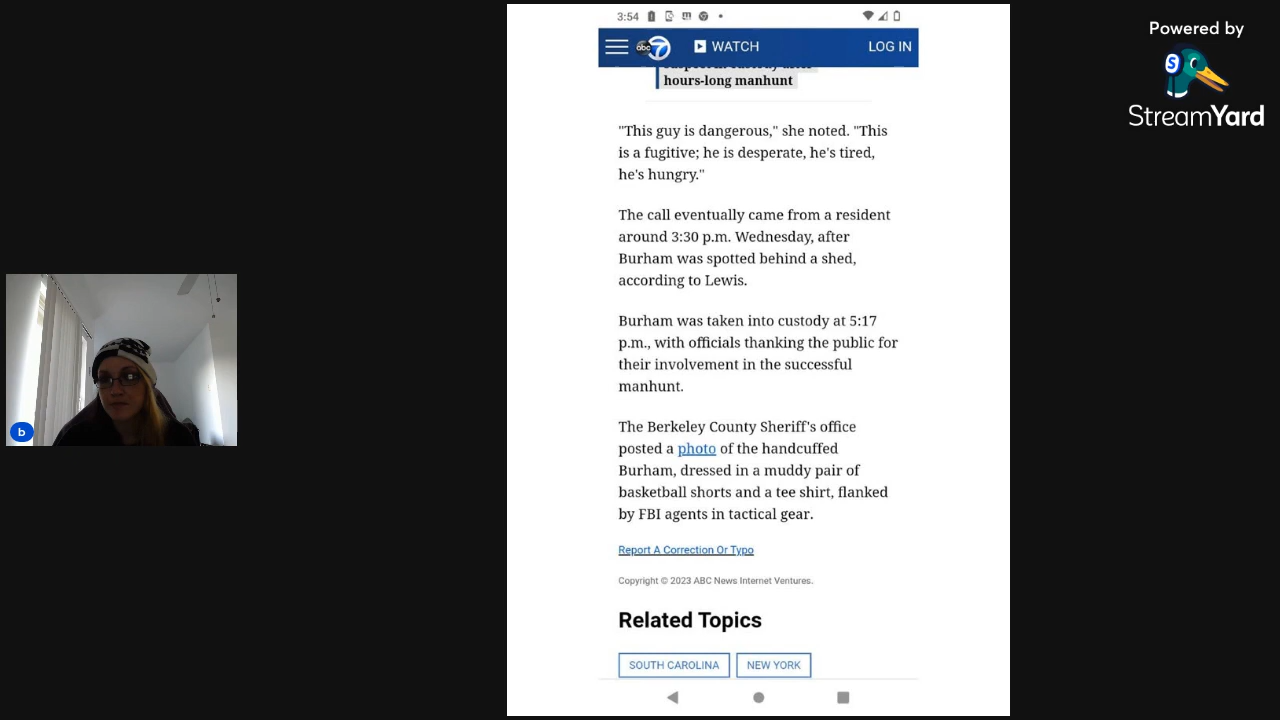 3:54
abc 7
WATCH
LOG IN
hours-long manhunt
"This guy is dangerous," she noted. "This
is a fugitive; he is desperate, he's tired,
he's hungry."
The call eventually came from a resident
around 3:30 p.m. Wednesday, after
Burham was spotted behind a shed,
according to Lewis.
Burham was taken into custody at 5:17
p.m., with officials thanking the public for
their involvement in the successful
manhunt.
The Berkeley County Sheriff's office
posted a photo of the handcuffed
Burham, dressed in a muddy pair of
basketball shorts and a tee shirt, flanked
by FBI agents in tactical gear.
Report A Correction Or Typo
Copyright © 2023 ABC News Internet Ventures.
Related Topics
SOUTH CAROLINA
NEW YORK
b
Powered by
S
StreamYard